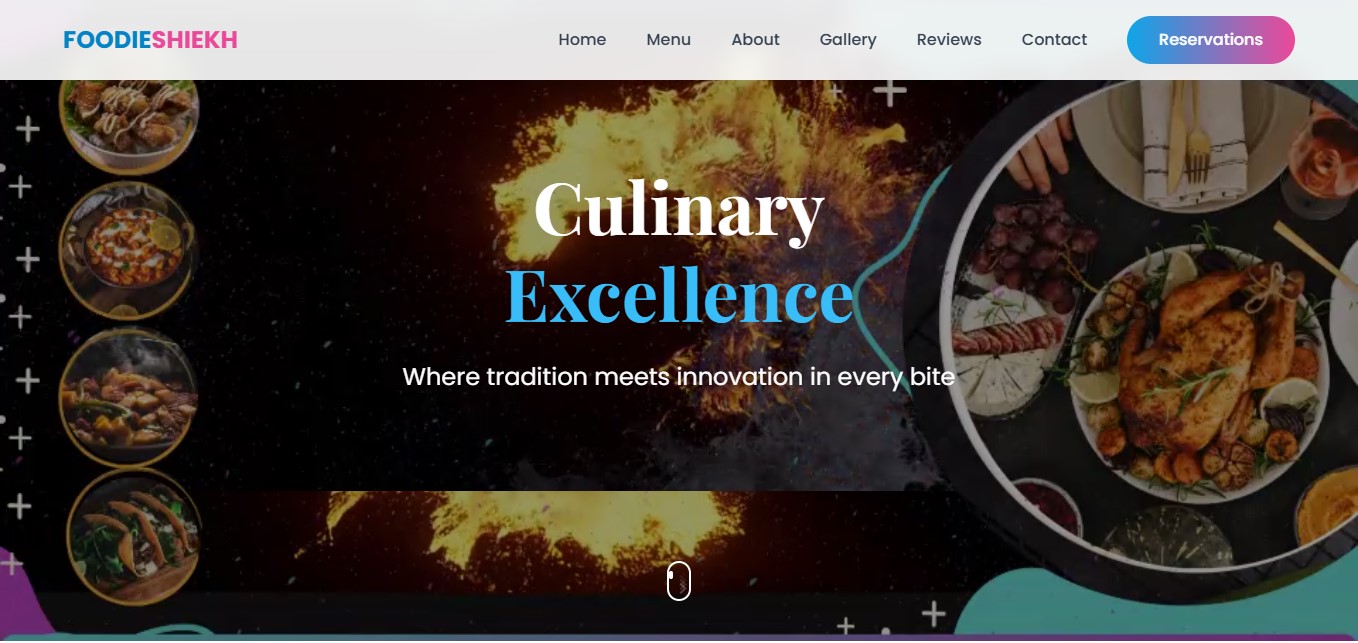 FOODIESHIEKH
Home Menu About Gallery Reviews Contact Reservations
Culinary
Excellence
Where tradition meets innovation in every bite